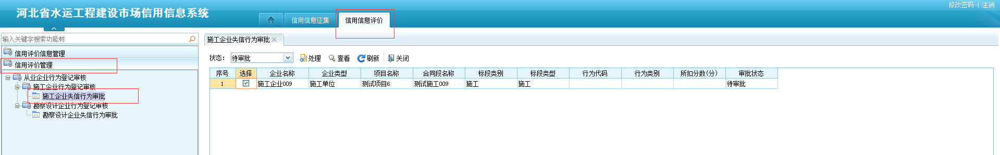 修改密码 | 注销
河北省水运工程建设市场信用信息系统
信用信息征集 信用信息评价
输入关键字搜索功能树
信用评价信息管理
信用评价管理
从业企业行为登记审核
施工企业行为登记审核
施工企业失信行为审批
勘察设计企业行为登记审核
勘察设计企业失信行为审批
施工企业失信行为审批
状态： 待审批 处理 查看 刷新 关闭
序号 选择 企业名称 企业类型 项目名称 合同段名称 标段类别 标段类型 行为代码 行为类别 所扣分数(分) 审批状态
1 施工企业009 施工单位 测试项目6 测试施工009 施工 施工 待审批